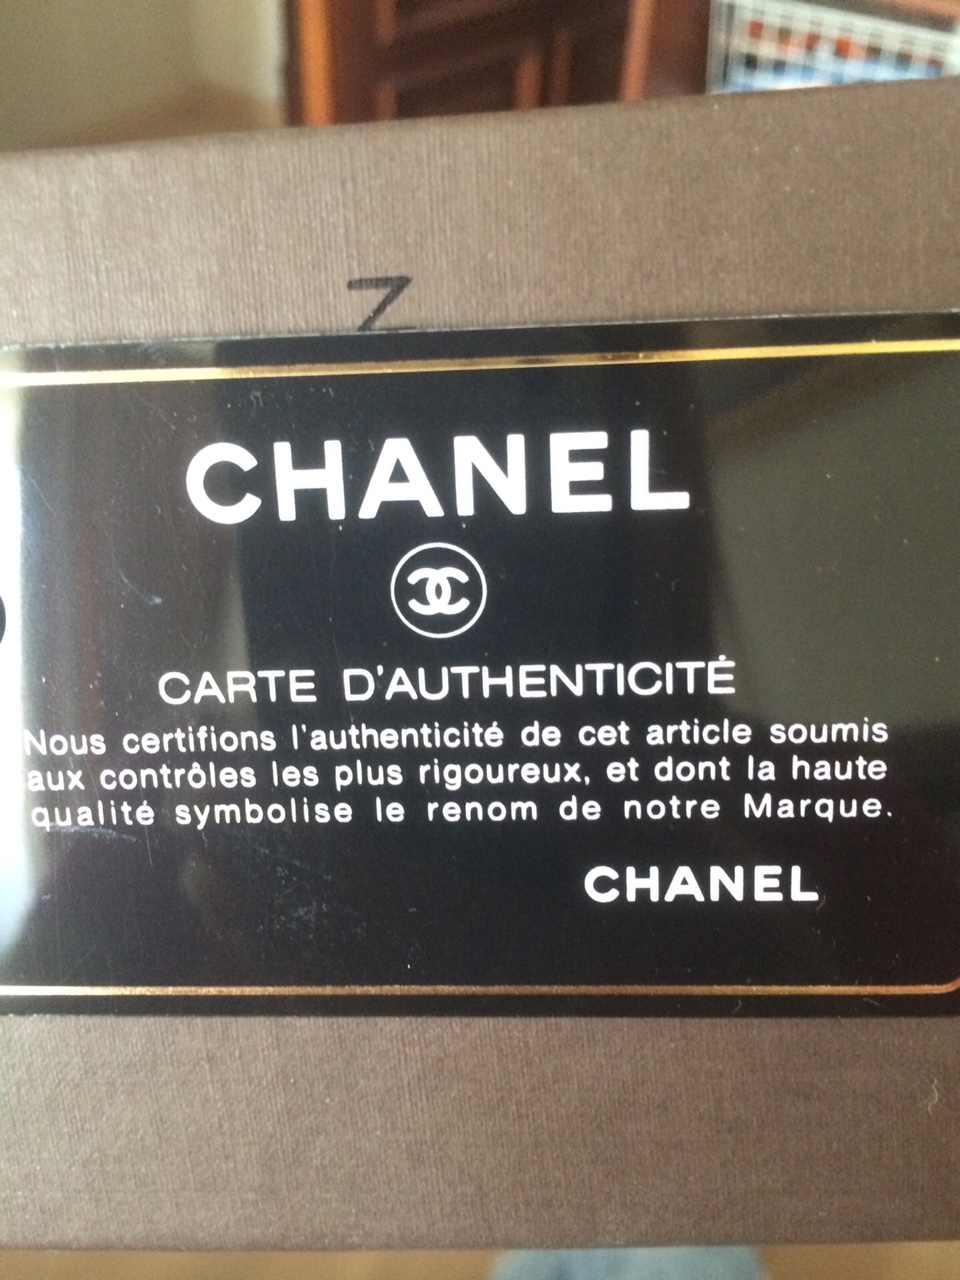 Z
CHANEL
CARTE D'AUTHENTICITÉ
Nous certifions l'authenticité de cet article soumis
aux contrôles les plus rigoureux, et dont la haute
qualité symbolise le renom de notre Marque.
CHANEL